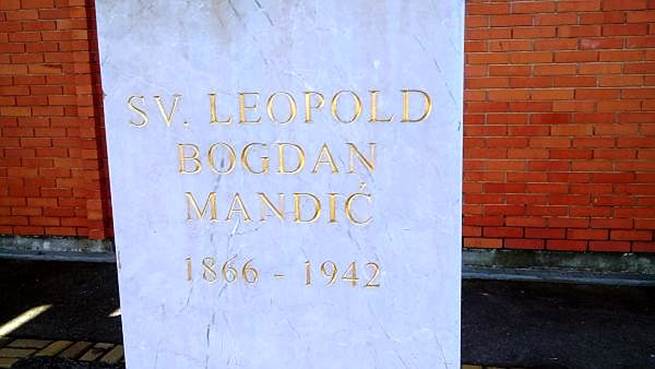 SV. LEOPOLD
BOGDAN
MANDIĆ
1866 - 1942